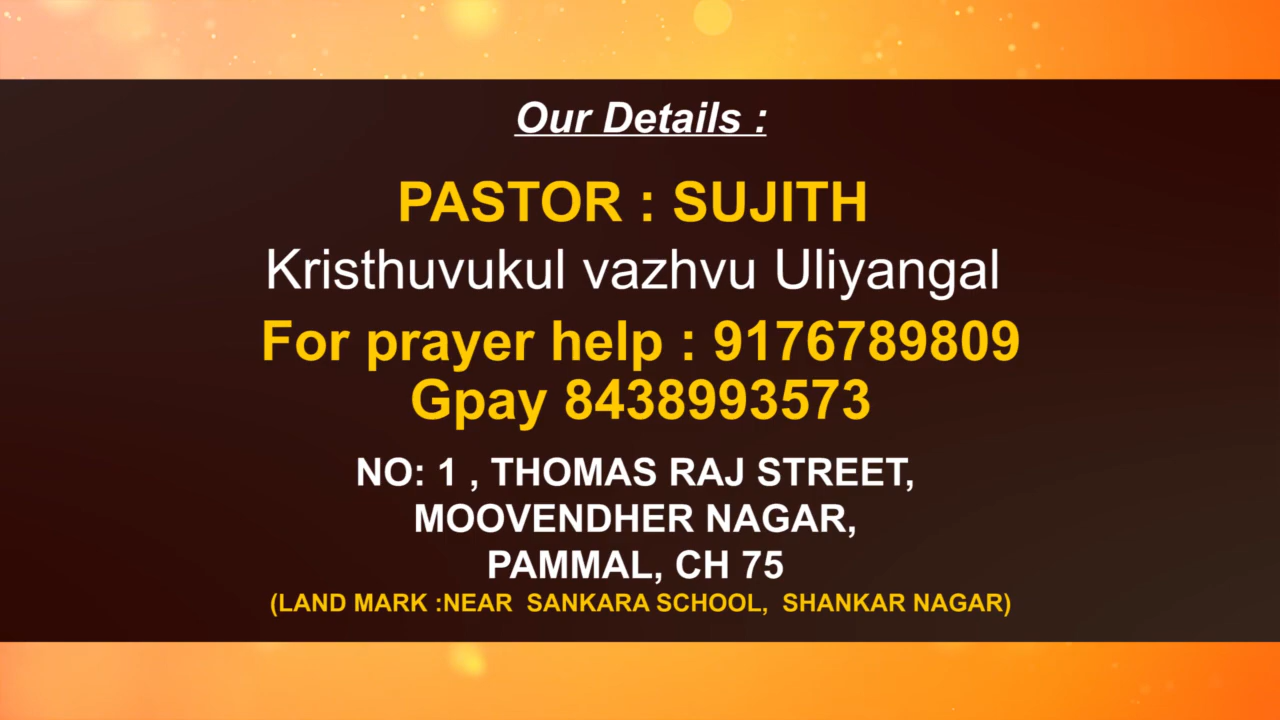 Our Details :
PASTOR : SUJITH
Kristhuvukul vazhvu Uliyangal
For prayer help : 9176789809
Gpay 8438993573
NO: 1 , THOMAS RAJ STREET,
MOOVENDHER NAGAR,
PAMMAL, CH 75
(LAND MARK :NEAR  SANKARA SCHOOL,  SHANKAR NAGAR)